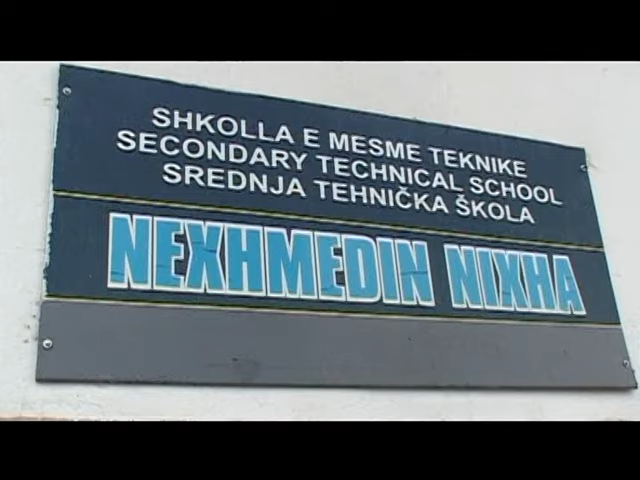 SHKOLLA E MESME TEKNIKE
SECONDARY TECHNICAL SCHOOL
SREDNJA TEHNIČKA ŠKOLA
NEXHMEDIN NIXHA